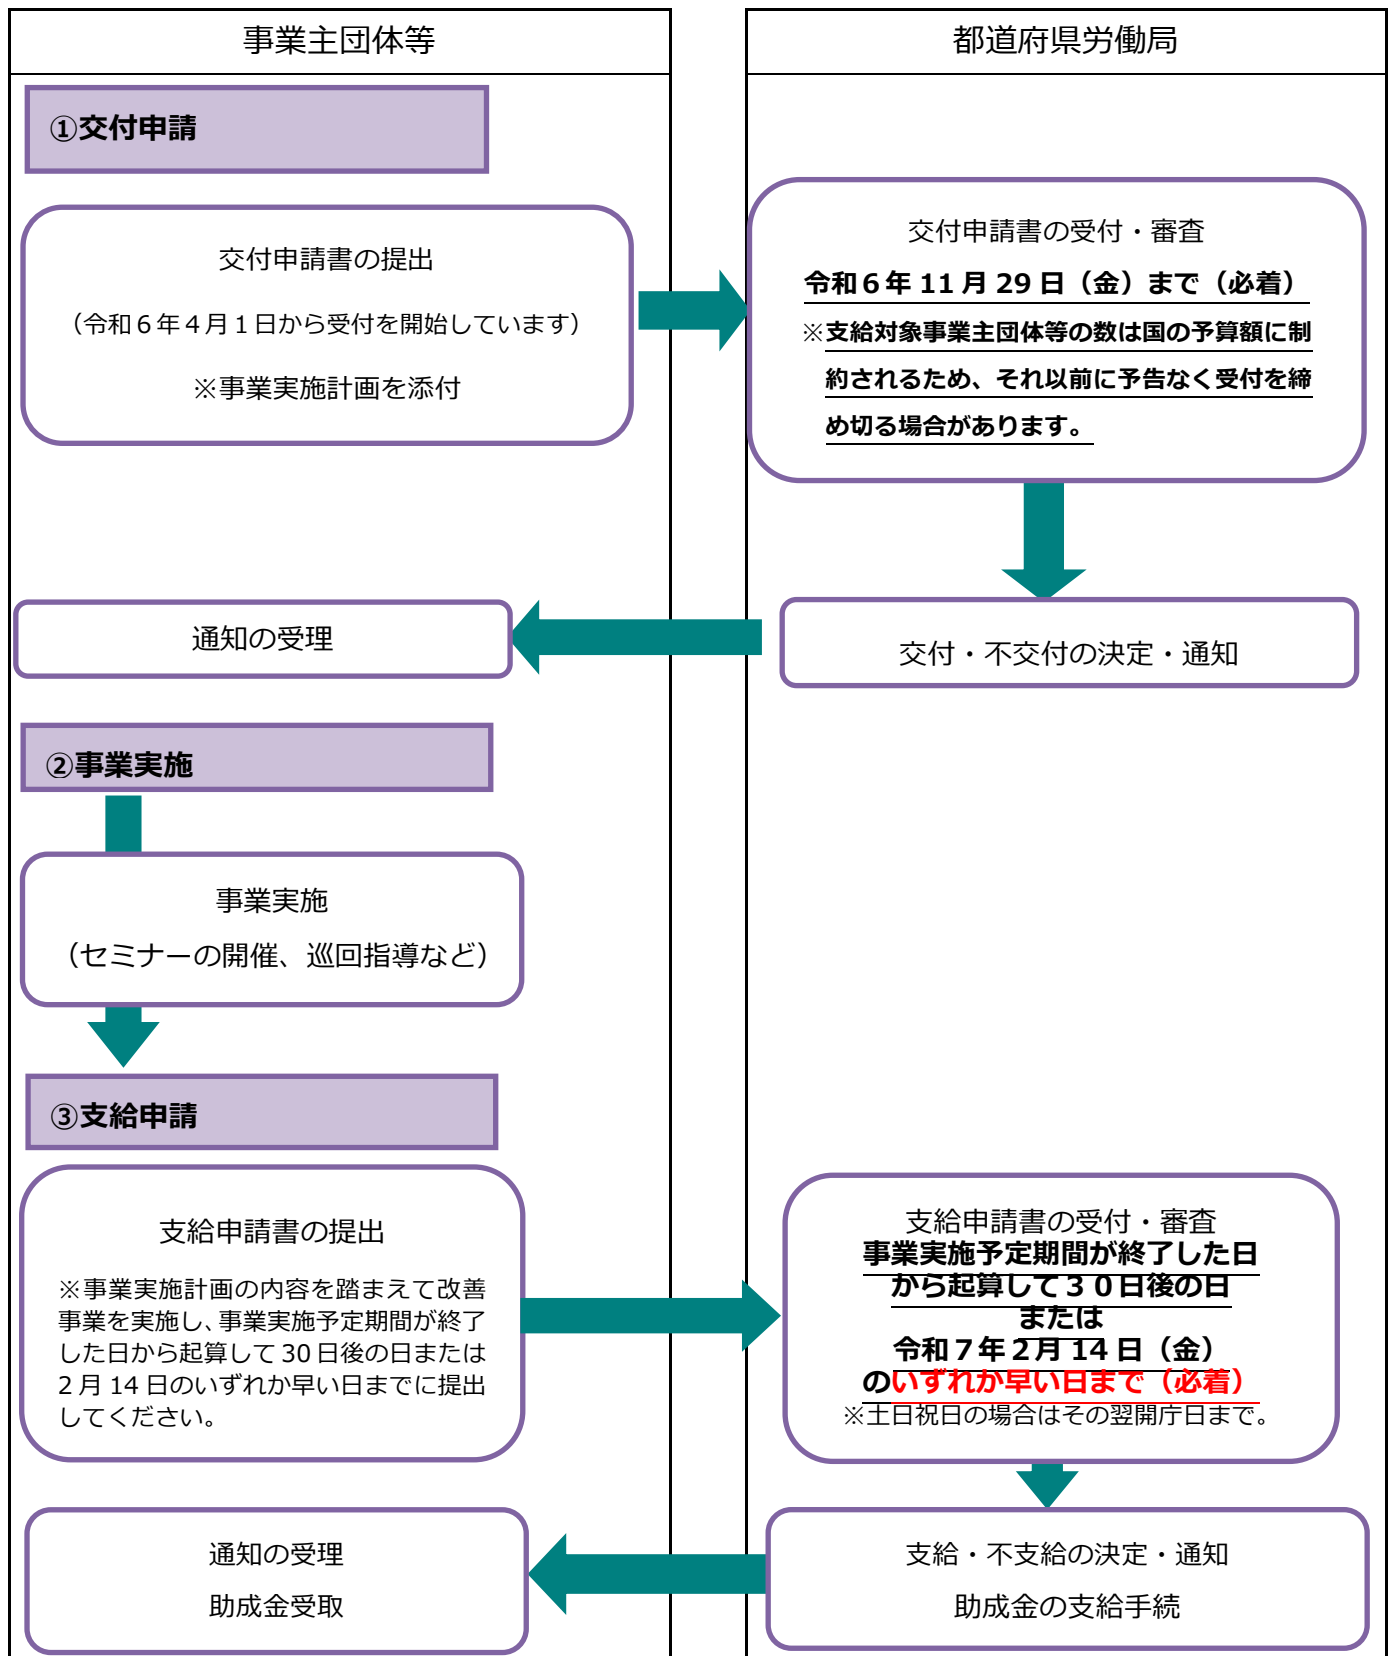 事業主団体等
都道府県労働局
①交付申請
交付申請書の提出
（令和６年４月１日から受付を開始しています）
※事業実施計画を添付
交付申請書の受付・審査
令和６年 11 月 29 日（金）まで（必着）
※支給対象事業主団体等の数は国の予算額に制
約されるため、それ以前に予告なく受付を締
め切る場合があります。
通知の受理
交付・不交付の決定・通知
②事業実施
事業実施
（セミナーの開催、巡回指導など）
③支給申請
支給申請書の提出
※事業実施計画の内容を踏まえて改善
事業を実施し、事業実施予定期間が終了
した日から起算して 30 日後の日または
2 月 14 日のいずれか早い日までに提出
してください。
支給申請書の受付・審査
事業実施予定期間が終了した日
から起算して３０日後の日
または
令和７年２月 14 日（金）
のいずれか早い日まで（必着）
※土日祝日の場合はその翌開庁日まで。
通知の受理
助成金受取
支給・不支給の決定・通知
助成金の支給手続